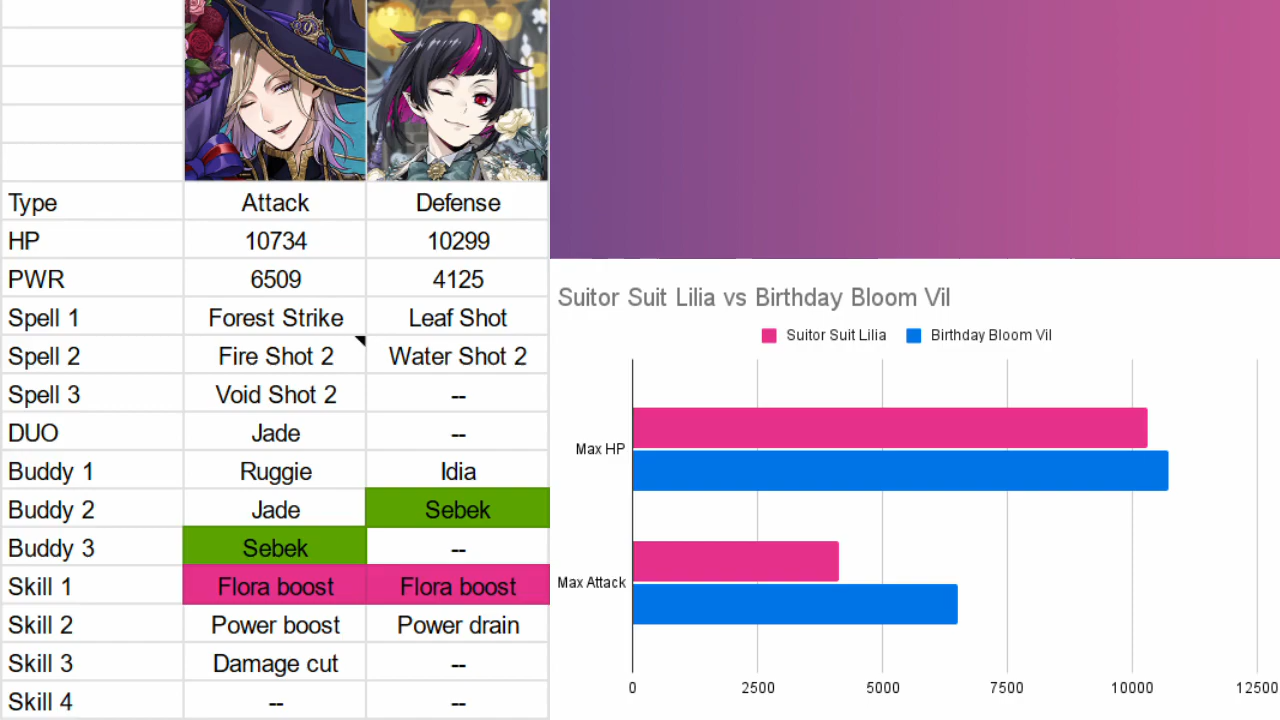 Type Attack Defense
HP 10734 10299
PWR 6509 4125
Spell 1 Forest Strike Leaf Shot
Spell 2 Fire Shot 2 Water Shot 2
Spell 3 Void Shot 2 --
DUO Jade --
Buddy 1 Ruggie Idia
Buddy 2 Jade Sebek
Buddy 3 Sebek --
Skill 1 Flora boost Flora boost
Skill 2 Power boost Power drain
Skill 3 Damage cut --
Skill 4 -- --
Suitor Suit Lilia vs Birthday Bloom Vil
Suitor Suit Lilia Birthday Bloom Vil
Max HP
Max Attack
0 2500 5000 7500 10000 12500